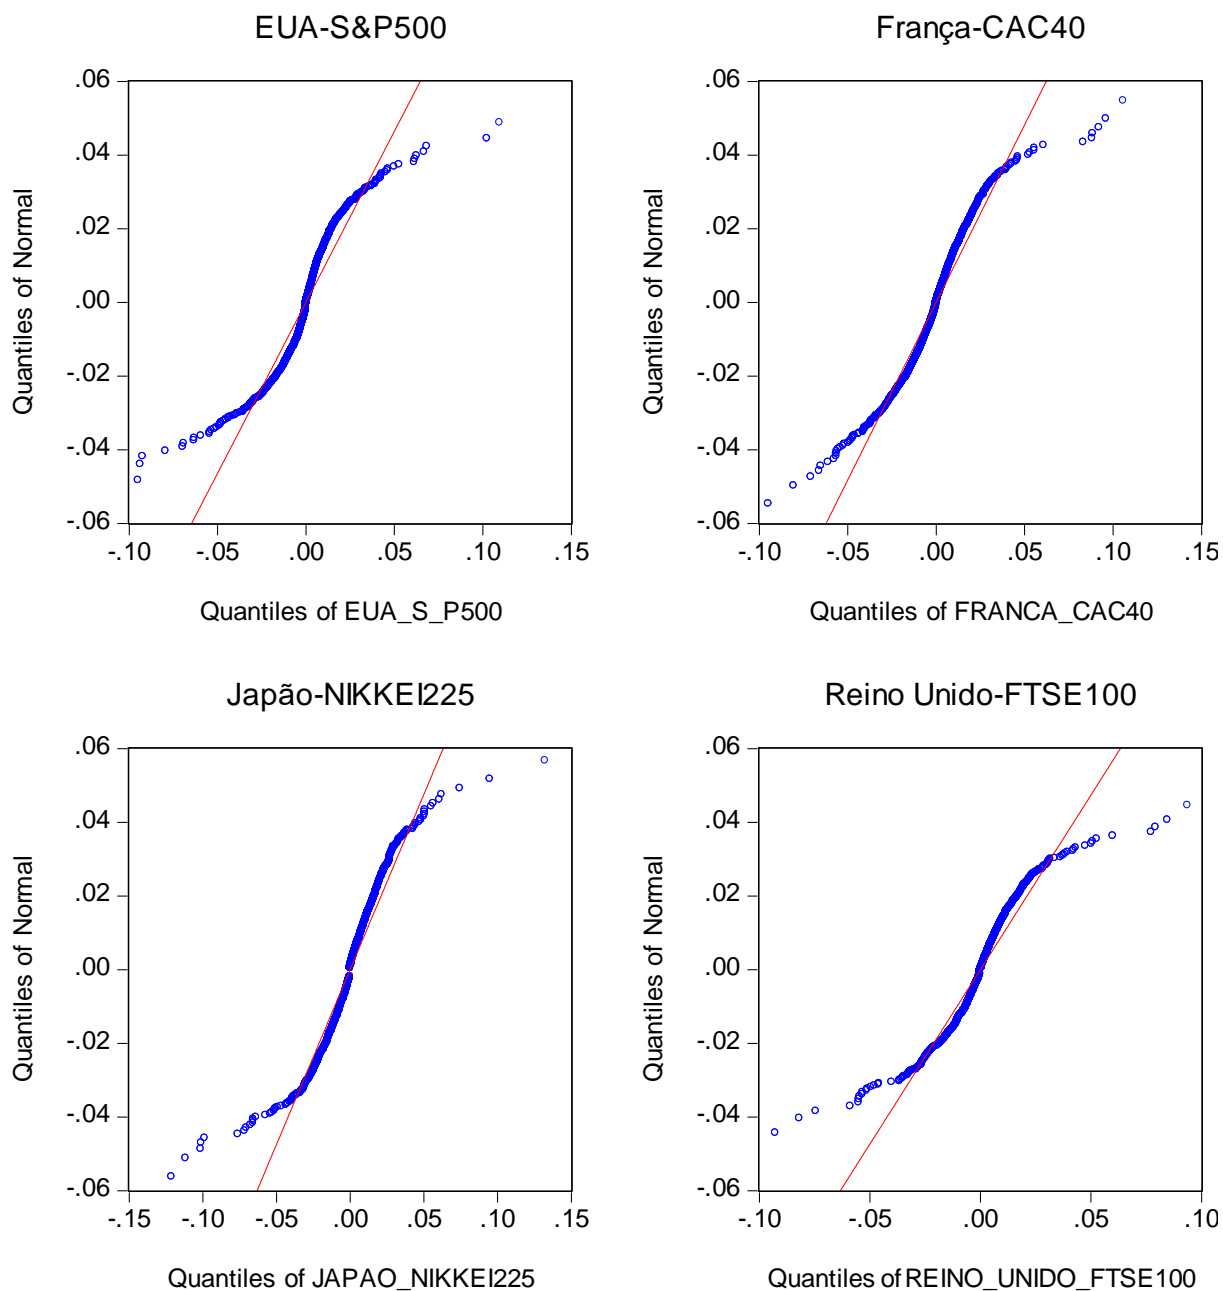 EUA-S&P500
.06
.04
.02
.00
-.02
-.04
-.06
Quantiles of Normal
-.10 -.05 .00 .05 .10 .15
Quantiles of EUA_S_P500
França-CAC40
.06
.04
.02
.00
-.02
-.04
-.06
Quantiles of Normal
-.10 -.05 .00 .05 .10 .15
Quantiles of FRANCA_CAC40
Japão-NIKKEI225
.06
.04
.02
.00
-.02
-.04
-.06
Quantiles of Normal
-.15 -.10 -.05 .00 .05 .10 .15
Quantiles of JAPAO_NIKKEI225
Reino Unido-FTSE100
.06
.04
.02
.00
-.02
-.04
-.06
Quantiles of Normal
-.10 -.05 .00 .05 .10
Quantiles of REINO_UNIDO_FTSE100